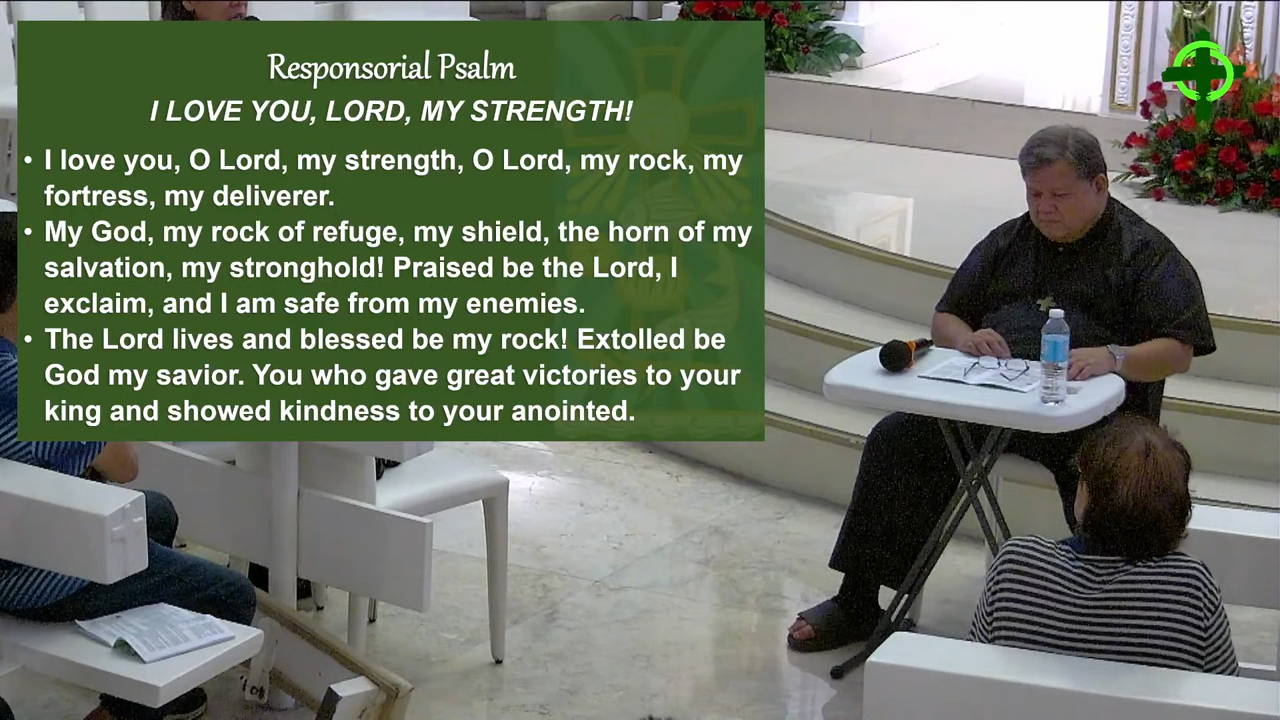 Responsorial Psalm
I LOVE YOU, LORD, MY STRENGTH!
• I love you, O Lord, my strength, O Lord, my rock, my
fortress, my deliverer.
• My God, my rock of refuge, my shield, the horn of my
salvation, my stronghold! Praised be the Lord, I
exclaim, and I am safe from my enemies.
• The Lord lives and blessed be my rock! Extolled be
God my savior. You who gave great victories to your
king and showed kindness to your anointed.